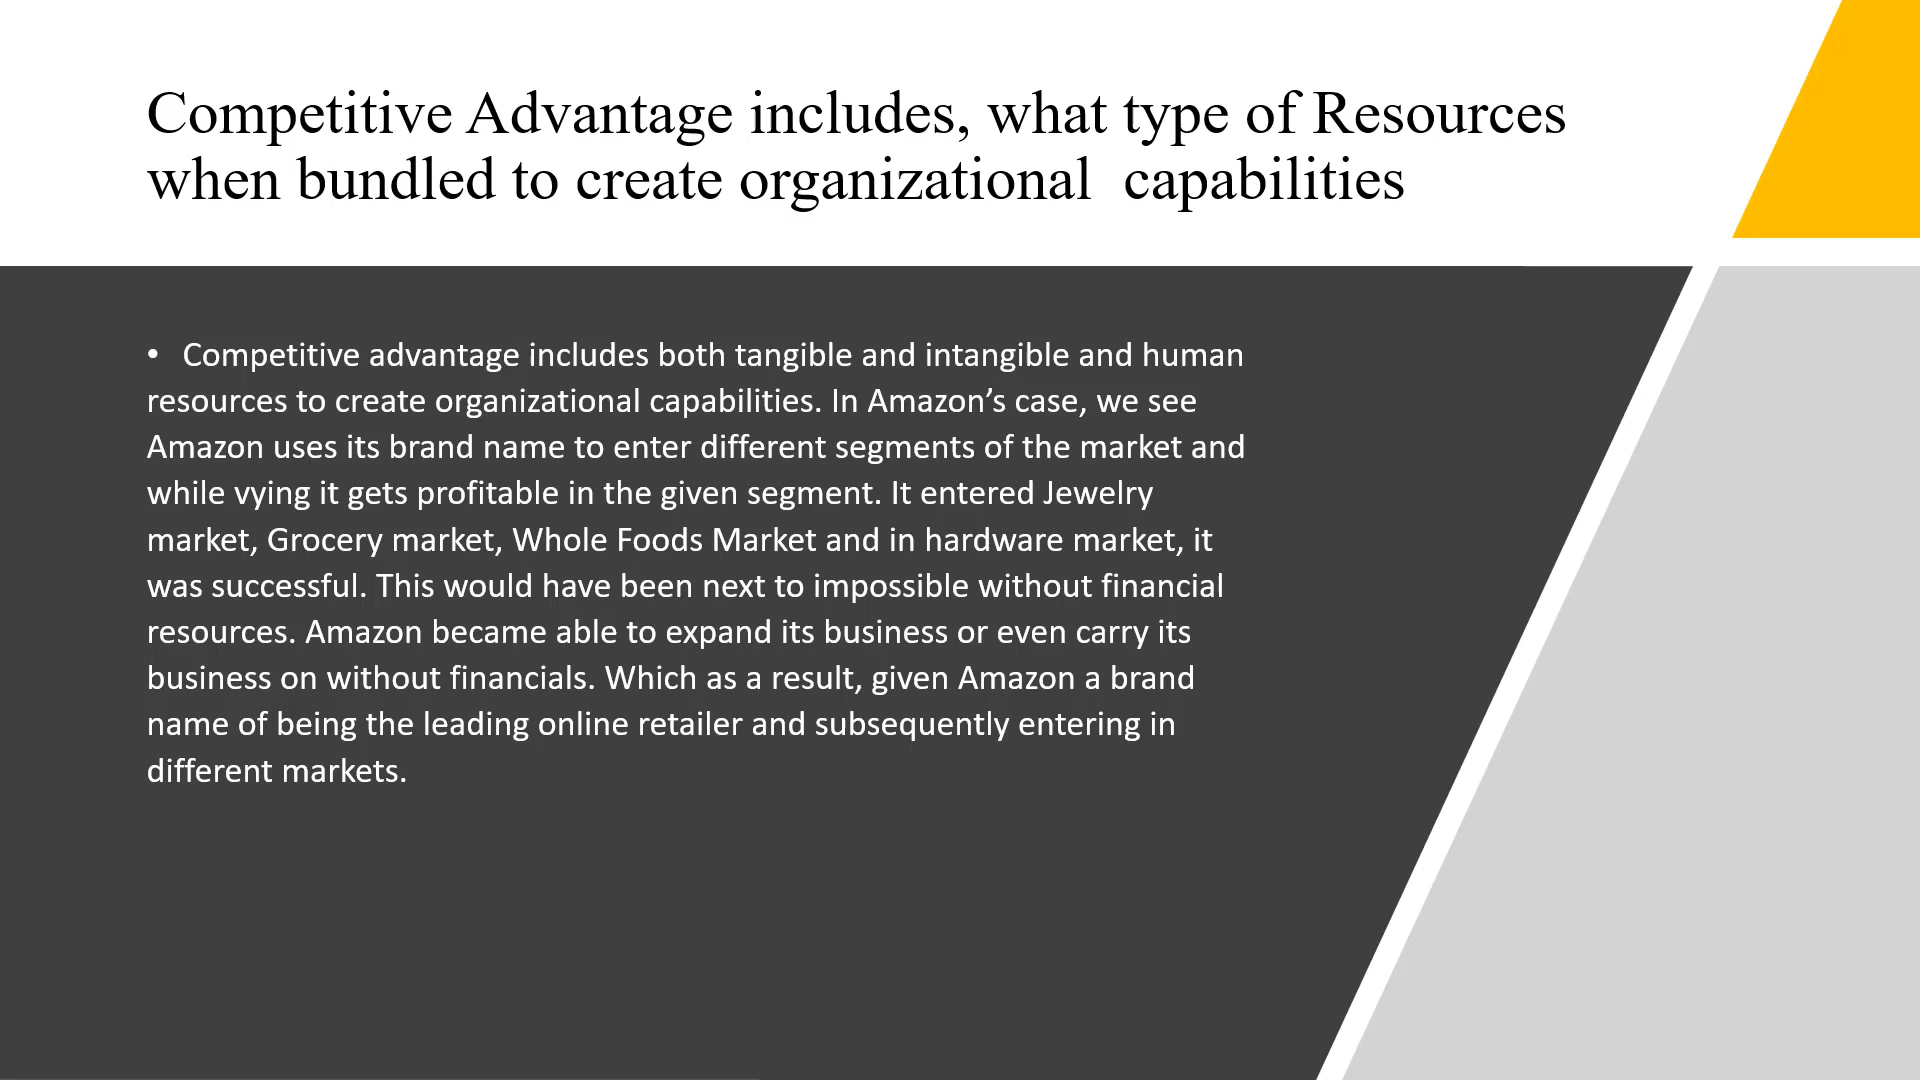 Competitive Advantage includes, what type of Resources
when bundled to create organizational  capabilities
• Competitive advantage includes both tangible and intangible and human
resources to create organizational capabilities. In Amazon’s case, we see
Amazon uses its brand name to enter different segments of the market and
while vying it gets profitable in the given segment. It entered Jewelry
market, Grocery market, Whole Foods Market and in hardware market, it
was successful. This would have been next to impossible without financial
resources. Amazon became able to expand its business or even carry its
business on without financials. Which as a result, given Amazon a brand
name of being the leading online retailer and subsequently entering in
different markets.